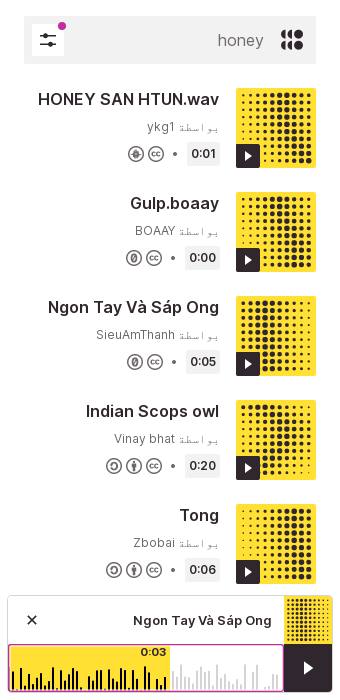 honey
HONEY SAN HTUN.wav
بواسطة ykg1
0:01
Gulp.boaay
بواسطة BOAAY
0:00
Ngon Tay Và Sáp Ong
بواسطة SieuAmThanh
0:05
Indian Scops owl
بواسطة Vinay bhat
0:20
Tong
بواسطة Zbobai
0:06
Ngon Tay Và Sáp Ong
0:03